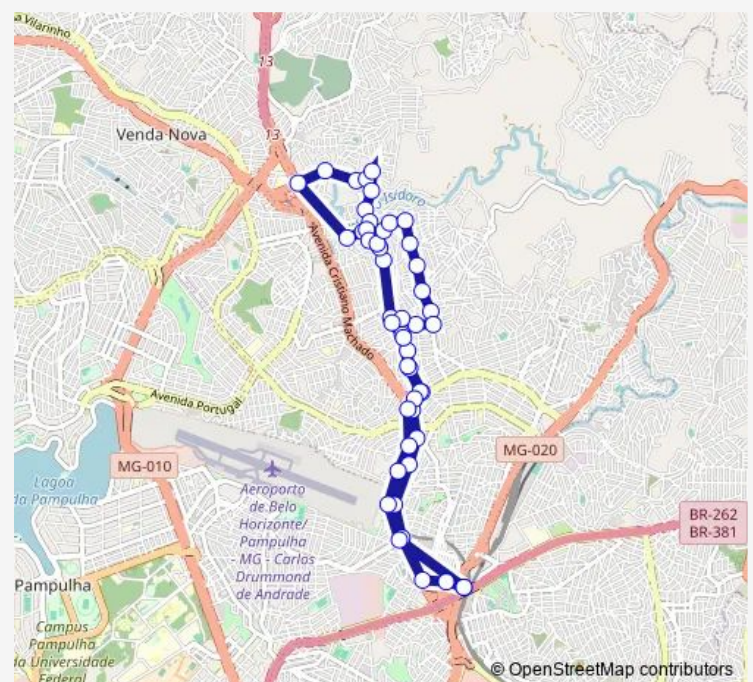 a Vilarinho
13
Venda Nova
13
Isidoro
Avenida Cristiano Machado
Avenida Portugal
MG-010
MG-020
Lagoa
da Pampulha
Aeroporto
de Belo
Horizonte/
Pampulha
- MG - Carlos
Drummond
de Andrade
BR-262
BR-381
Pampulha
Campus
Pampulha
da Universidade
Federal
© OpenStreetMap contributors